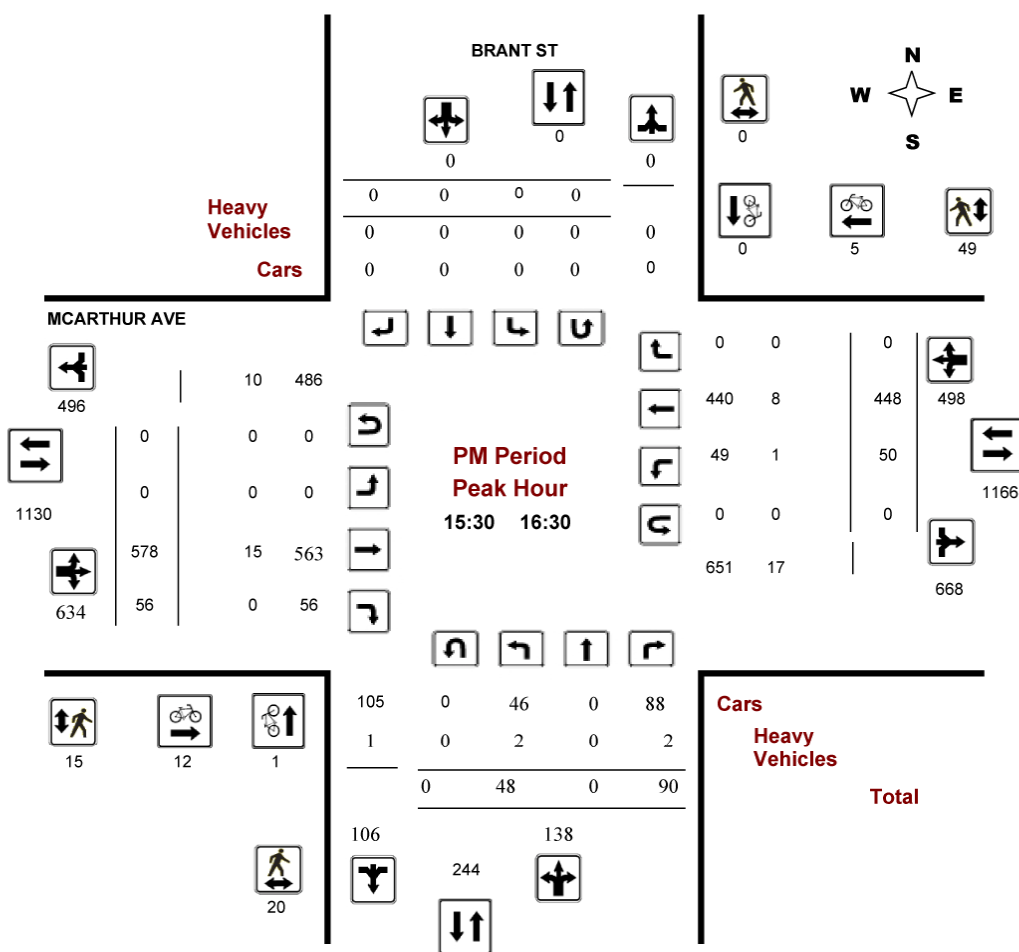 BRANT ST
N
W E
S
0
0
0 0
0 0 0 0
Heavy
Vehicles
0 0 0 0 0
Cars 0 0 0 0 0
0 5 49
MCARTHUR AVE
496
10 486
0 0 0
0 0 0
1130
578 15 563
634
56 0 56
PM Period
Peak Hour
15:30 16:30
0 0 0
440 8 448 498
49 1 50
1166
0 0 0
651 17
668
105 0 46 0 88
1 0 2 0 2
0 48 0 90
Cars
Heavy
Vehicles
Total
15 12 1
106 138
244
20